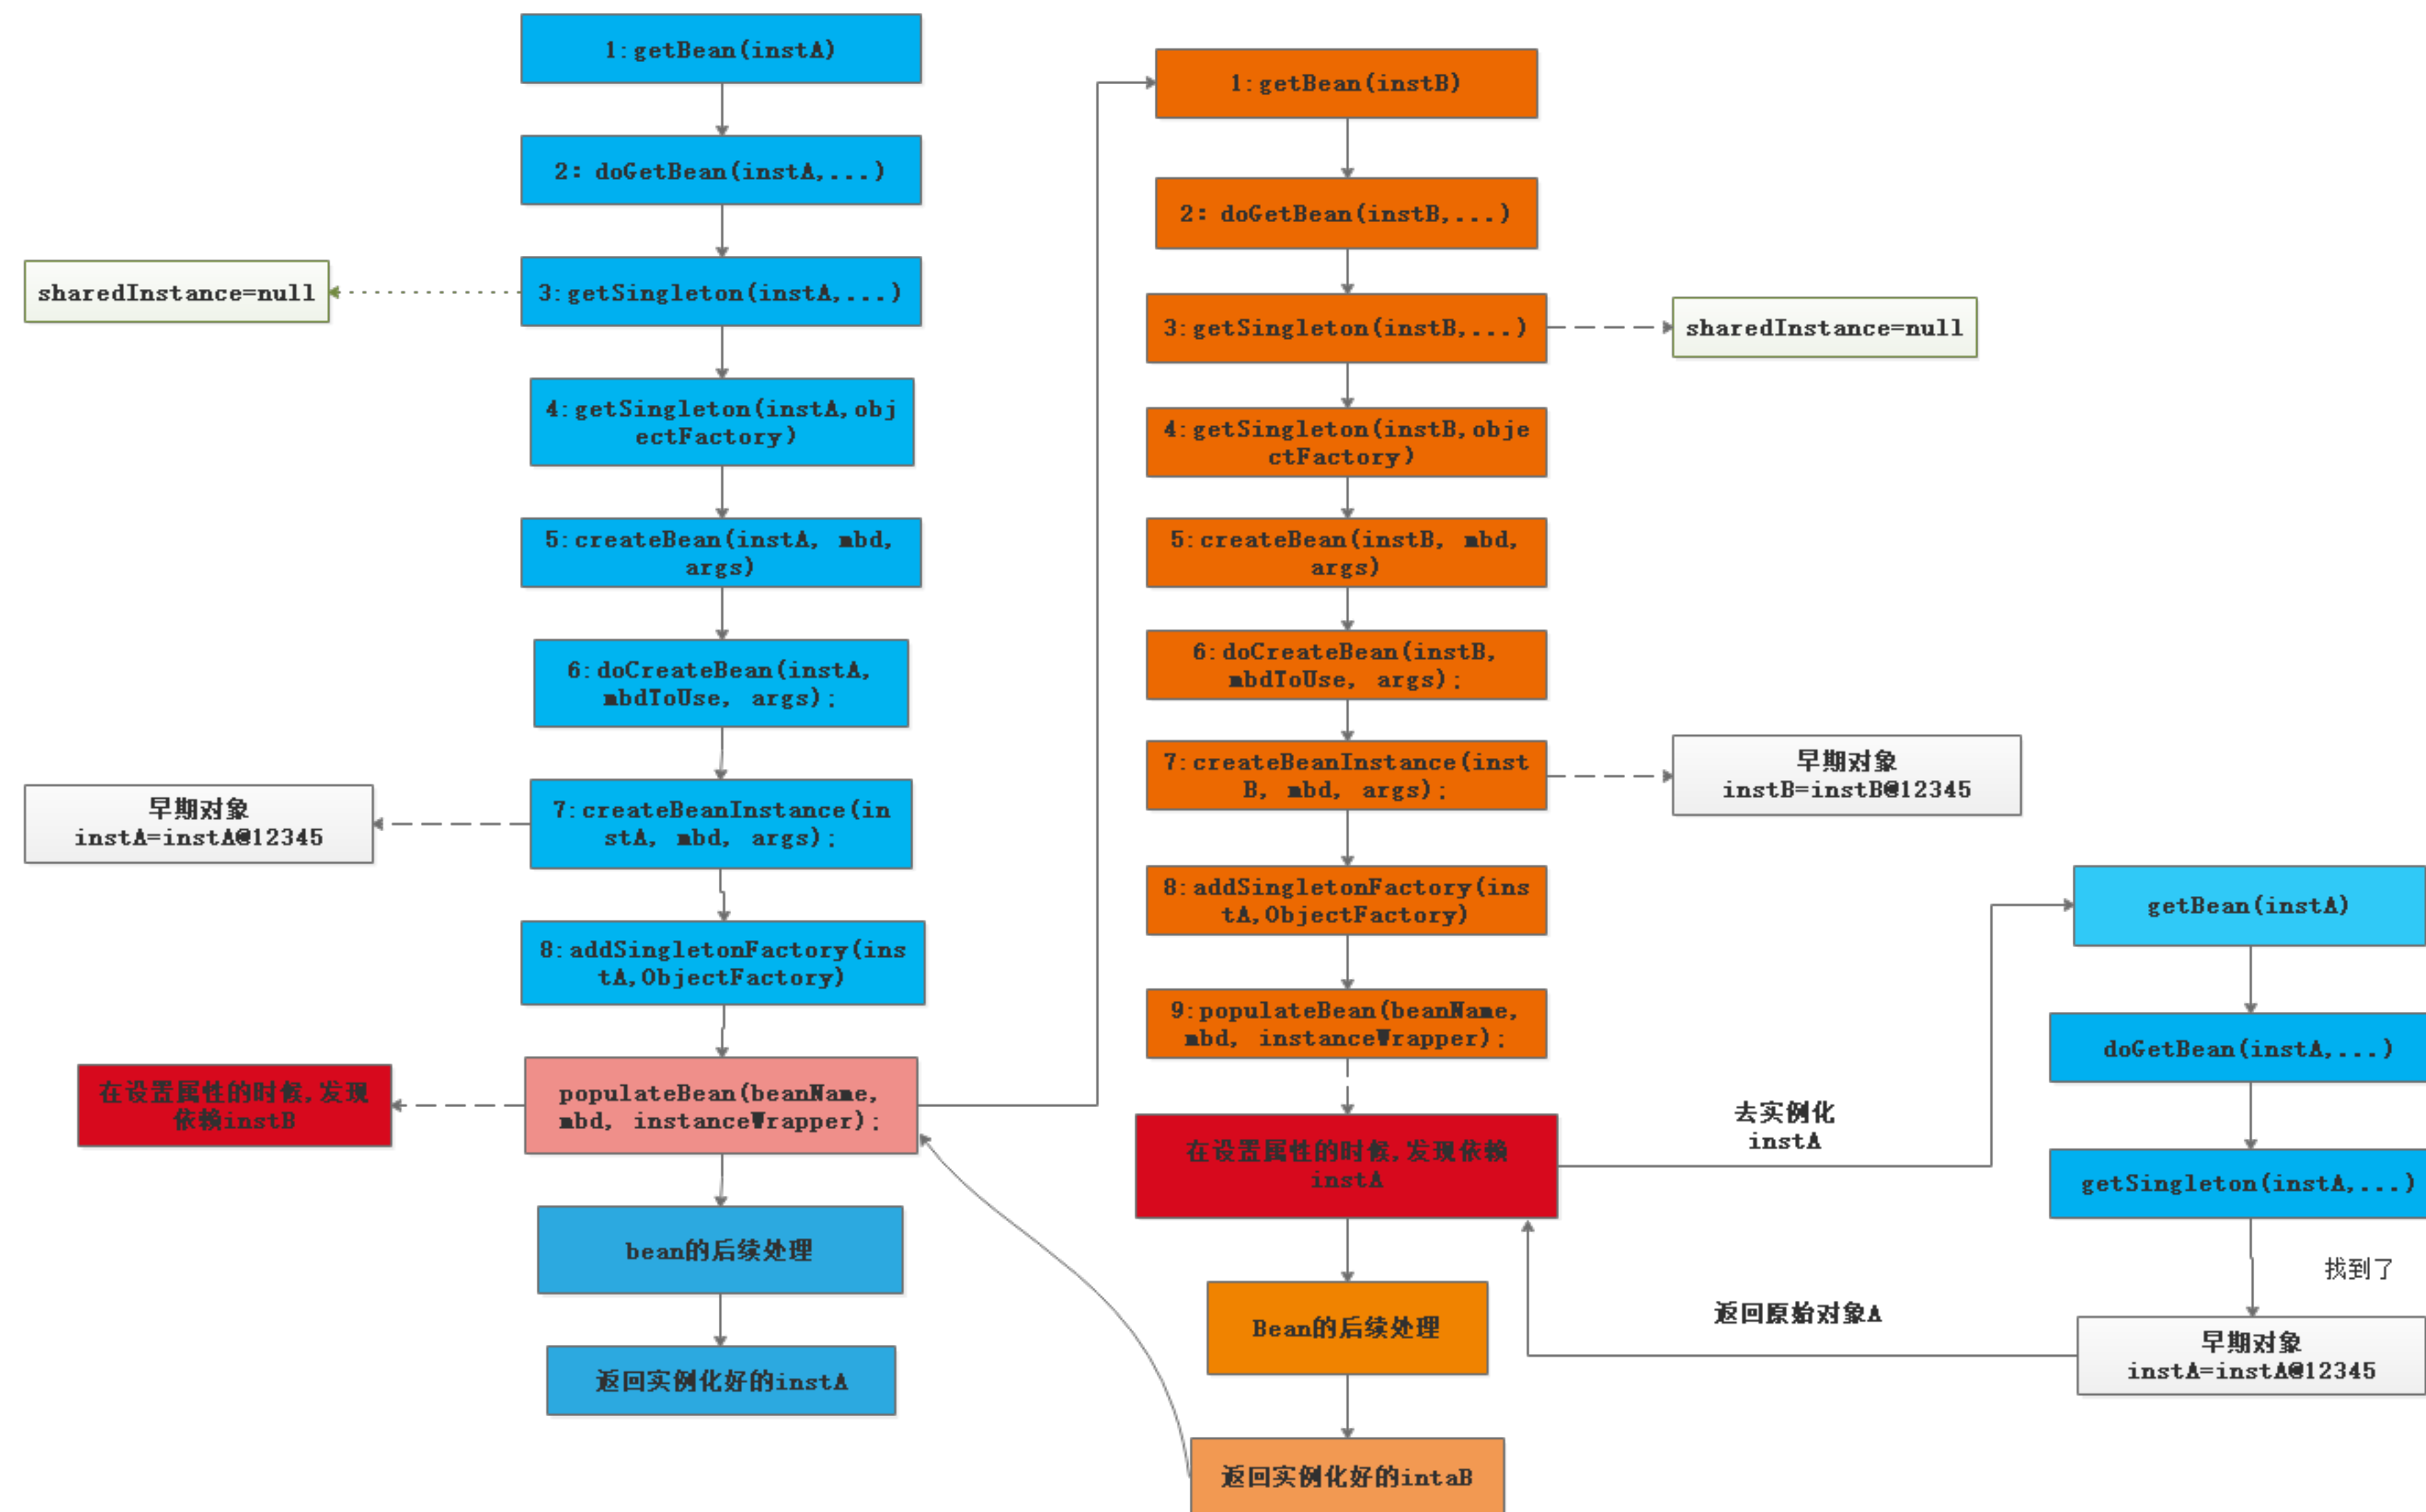 1:getBean(instA)
2: doGetBean(instA,...)
sharedInstance=null
3:getSingleton(instA,...)
4:getSingleton(instA,obj
ectFactory)
5:createBean(instA, mbd,
args)
6:doCreateBean(instA,
mbdToUse, args);
早期对象
instA=instA@12345
7:createBeanInstance(in
stA, mbd, args);
8:addSingletonFactory(ins
tA,ObjectFactory)
在设置属性的时候,发现
依赖instB
populateBean(beanName,
mbd, instanceWrapper);
bean的后续处理
返回实例化好的instA
1:getBean(instB)
2: doGetBean(instB,...)
3:getSingleton(instB,...)
sharedInstance=null
4:getSingleton(instB,obje
ctFactory)
5:createBean(instB, mbd,
args)
6:doCreateBean(instB,
mbdToUse, args);
7:createBeanInstance(inst
B, mbd, args);
早期对象
instB=instB@12345
8:addSingletonFactory(ins
tA,ObjectFactory)
9:populateBean(beanName,
mbd, instanceWrapper);
在设置属性的时候,发现依赖
instA
去实例化
instA
Bean的后续处理
返回实例化好的intaB
getBean(instA)
doGetBean(instA,...)
getSingleton(instA,...)
找到了
返回原始对象A
早期对象
instA=instA@12345